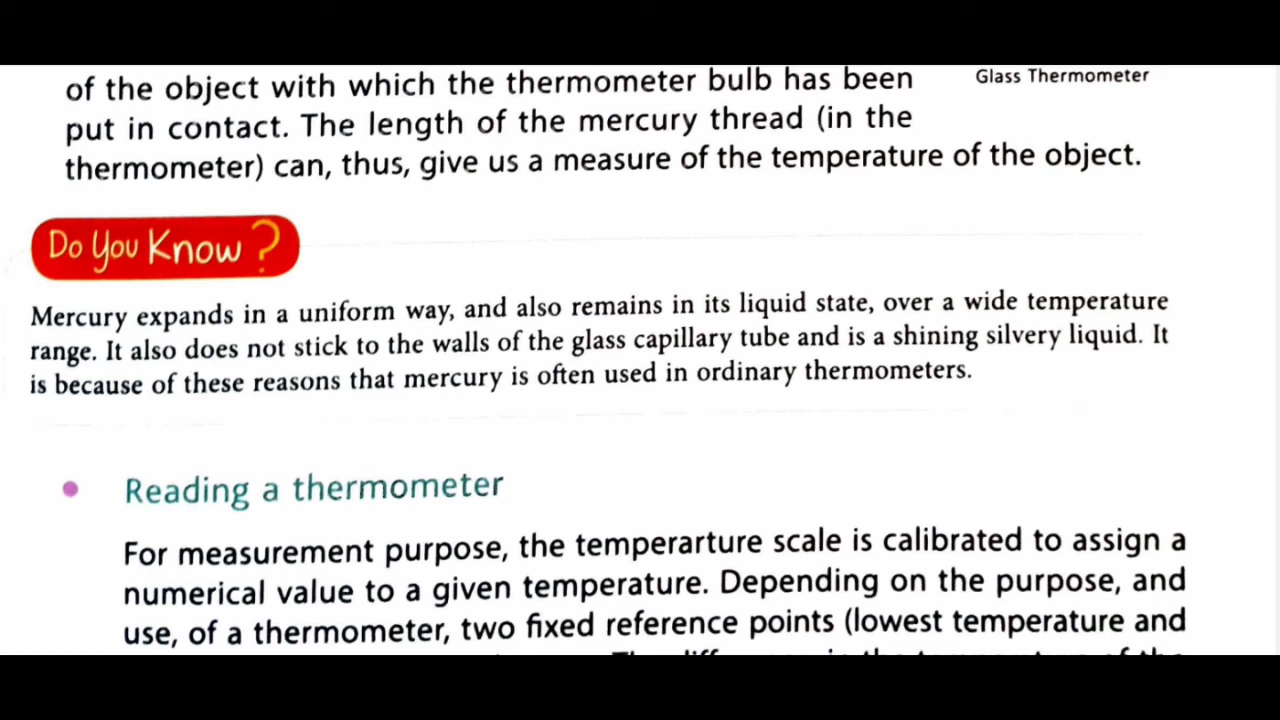 of the object with which the thermometer bulb has been
Glass Thermometer
put in contact. The length of the mercury thread (in the
thermometer) can, thus, give us a measure of the temperature of the object.
Do You Know?
Mercury expands in a uniform way, and also remains in its liquid state, over a wide temperature
range. It also does not stick to the walls of the glass capillary tube and is a shining silvery liquid. It
is because of these reasons that mercury is often used in ordinary thermometers.
• Reading a thermometer
For measurement purpose, the temperarture scale is calibrated to assign a
numerical value to a given temperature. Depending on the purpose, and
use, of a thermometer, two fixed reference points (lowest temperature and